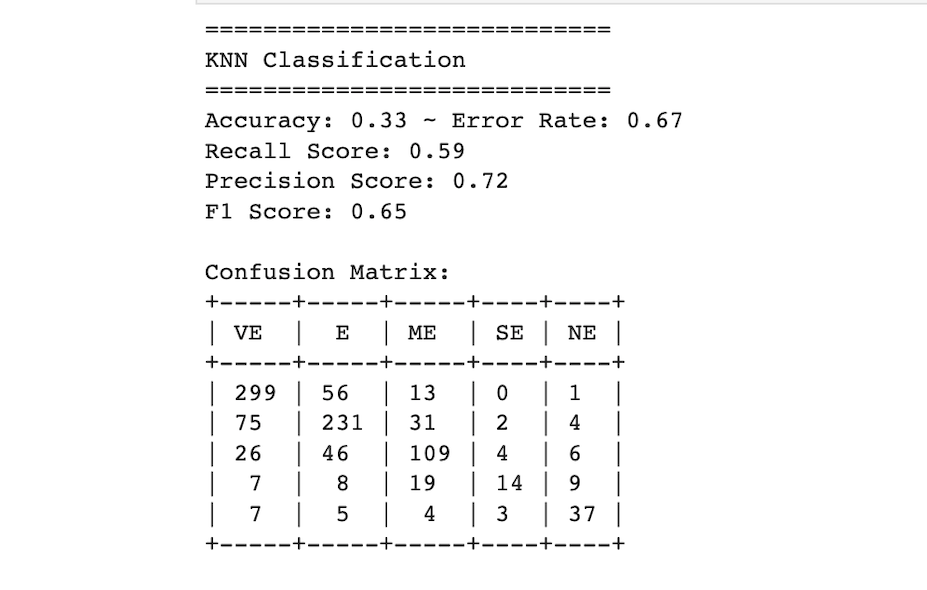 ============================
KNN Classification
============================
Accuracy: 0.33 ~ Error Rate: 0.67
Recall Score: 0.59
Precision Score: 0.72
F1 Score: 0.65
Confusion Matrix:
+-----+-----+-----+----+----+
| VE | E | ME | SE | NE |
+-----+-----+-----+----+----+
| 299 | 56 | 13 | 0 | 1 |
| 75 | 231 | 31 | 2 | 4 |
| 26 | 46 | 109 | 4 | 6 |
| 7 | 8 | 19 | 14 | 9 |
| 7 | 5 | 4 | 3 | 37 |
+-----+-----+-----+----+----+